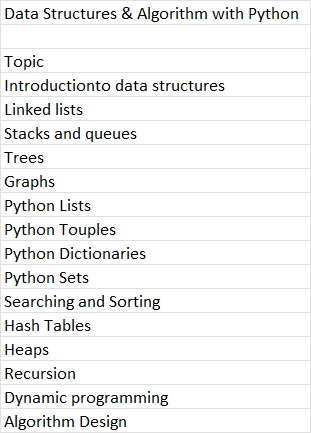 Data Structures & Algorithm with Python
Topic
Introductionto data structures
Linked lists
Stacks and queues
Trees
Graphs
Python Lists
Python Touples
Python Dictionaries
Python Sets
Searching and Sorting
Hash Tables
Heaps
Recursion
Dynamic programming
Algorithm Design